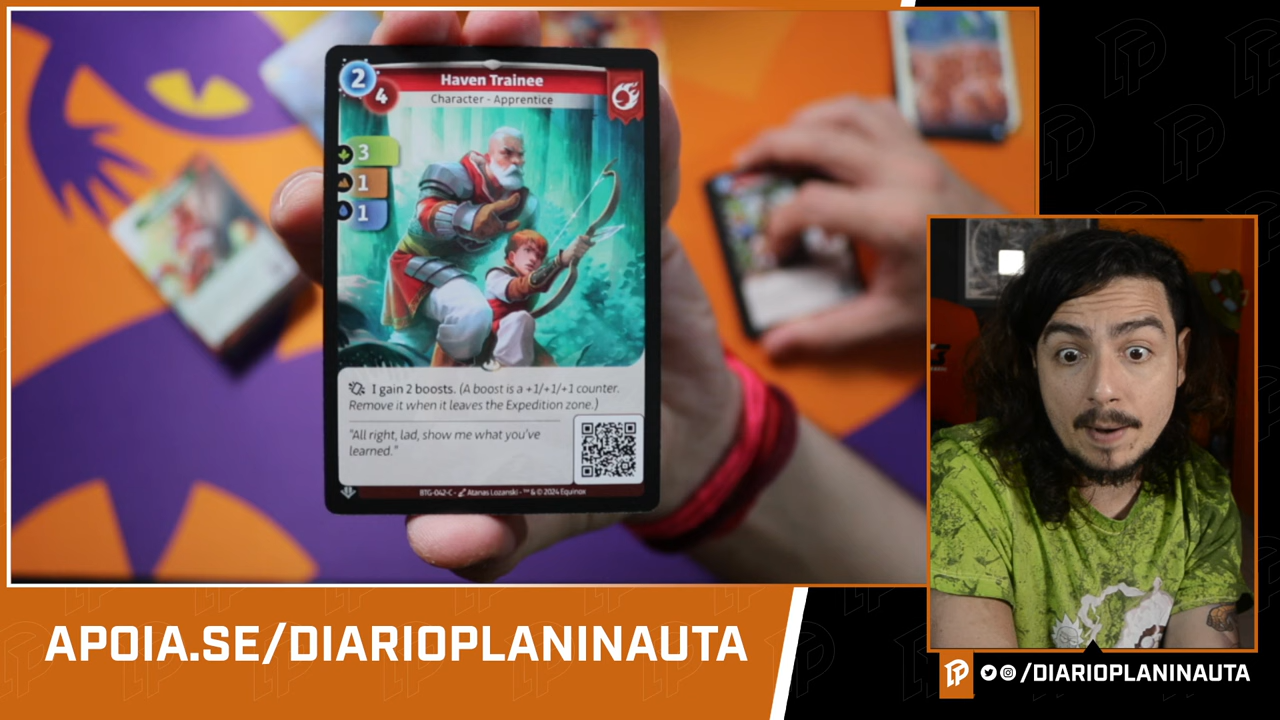 2
4
Haven Trainee
Character - Apprentice
3
1
1
I gain 2 boosts. (A boost is a +1/+1/+1 counter.
Remove it when it leaves the Expedition zone.)
"All right, lad, show me what you've
learned."
BTG-042-C - Atanas Lozanski - ™ & © 2024 Equinox
APOIA.SE/DIARIOPLANINAUTA
/DIARIOPLANINAUTA